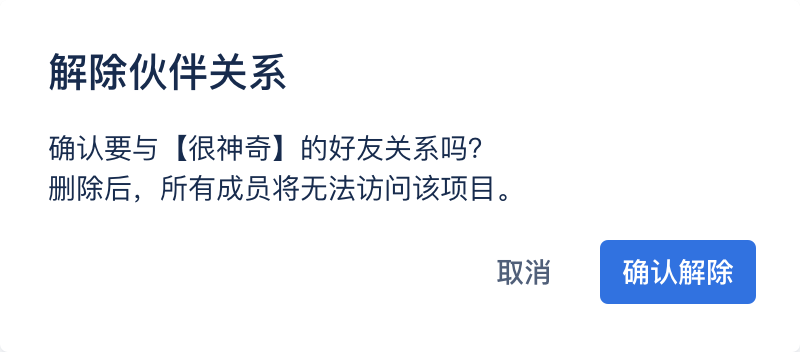 解除伙伴关系
确认要与【很神奇】的好友关系吗？
删除后，所有成员将无法访问该项目。
取消
确认解除